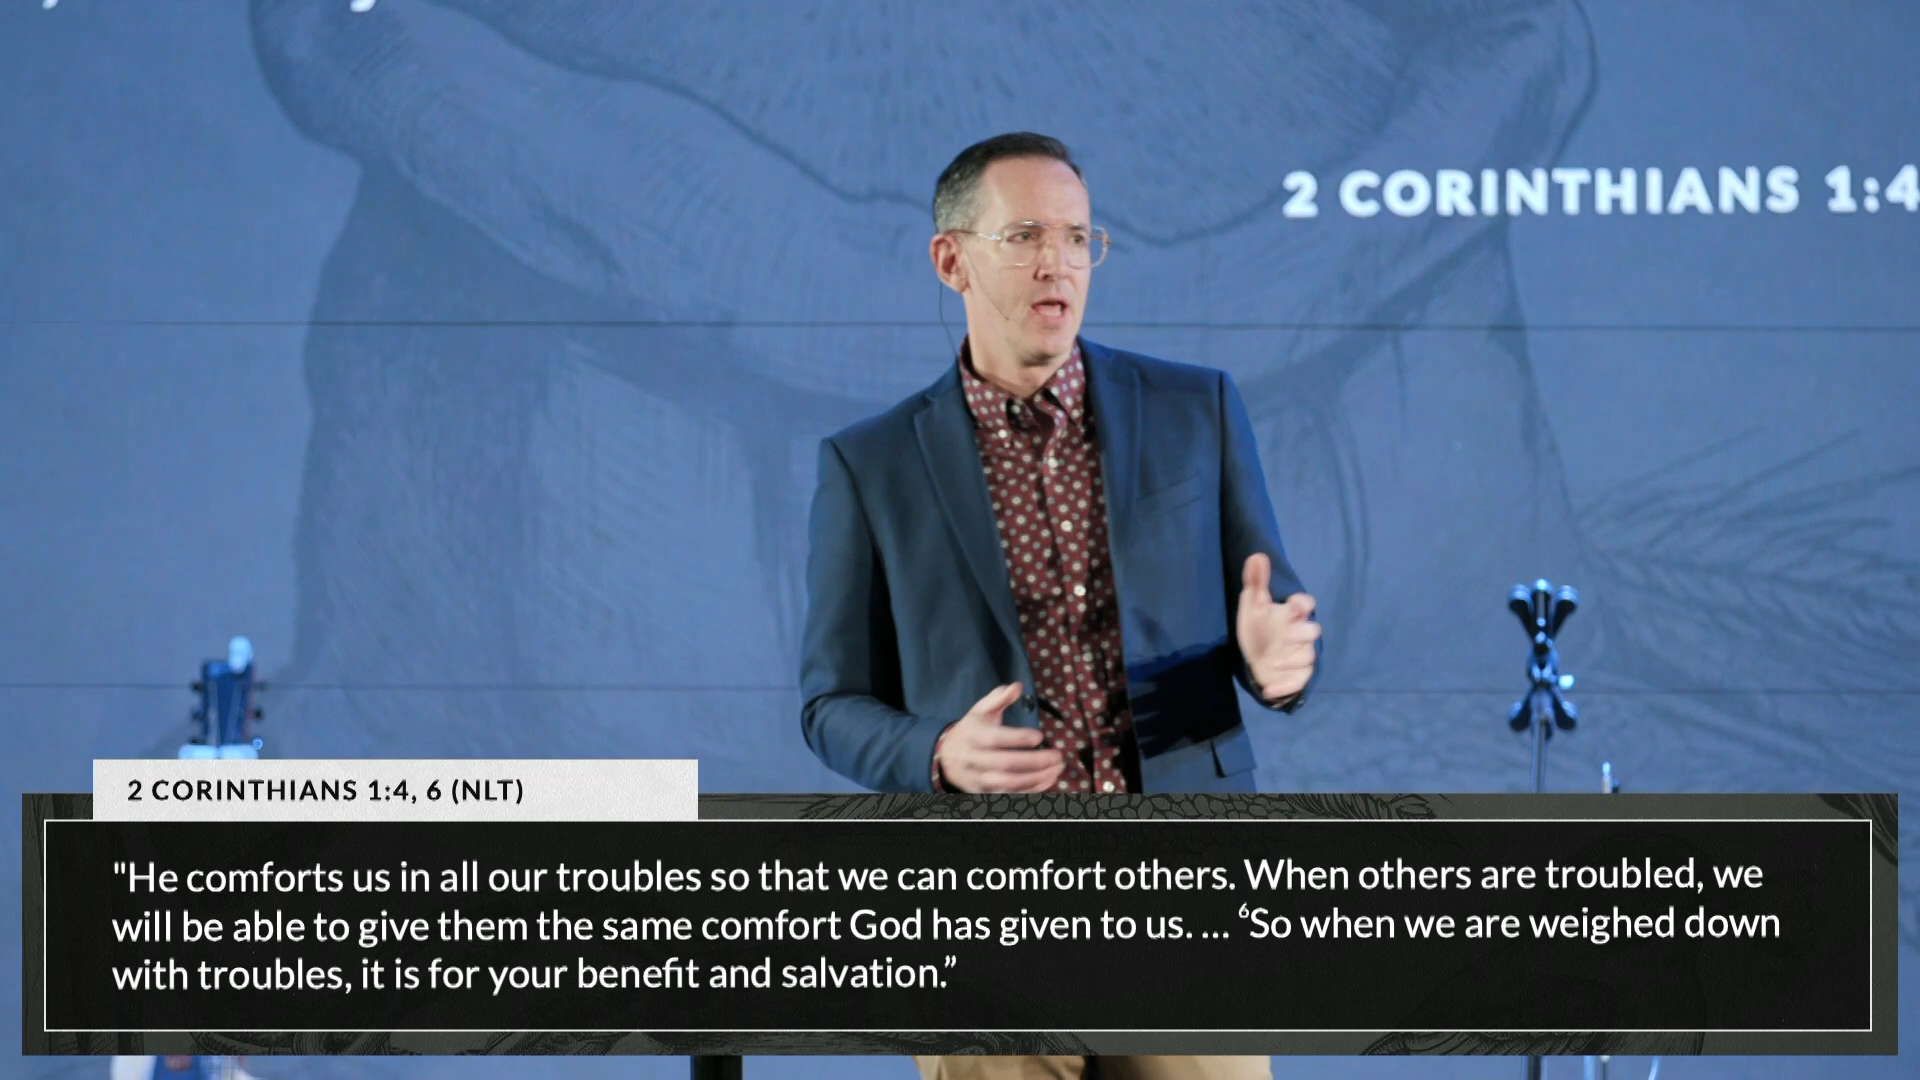 2 CORINTHIANS 1:4
2 CORINTHIANS 1:4, 6 (NLT)
"He comforts us in all our troubles so that we can comfort others. When others are troubled, we
will be able to give them the same comfort God has given to us. ... ⁶So when we are weighed down
with troubles, it is for your benefit and salvation.”